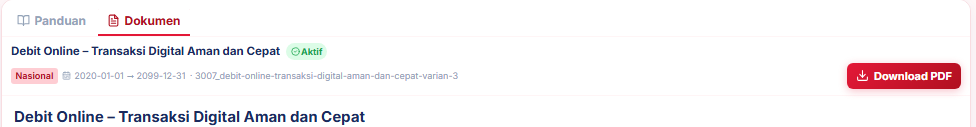 Panduan Dokumen
Debit Online – Transaksi Digital Aman dan Cepat Aktif
Nasional 2020-01-01 → 2099-12-31 · 3007_debit-online-transaksi-digital-aman-dan-cepat-varian-3 Download PDF
Debit Online – Transaksi Digital Aman dan Cepat